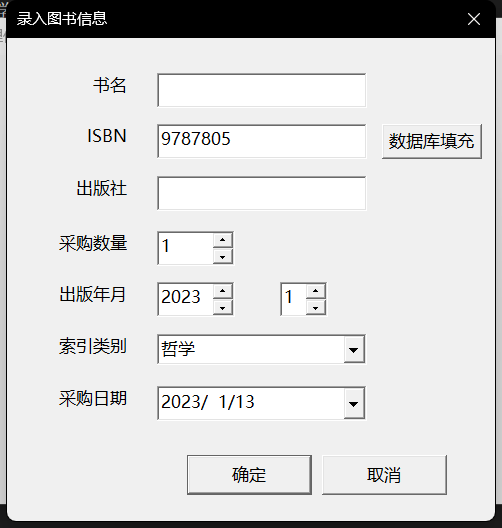 录入图书信息
书名
ISBN 9787805 数据库填充
出版社
采购数量 1
出版年月 2023 1
索引类别 哲学
采购日期 2023/ 1/13
确定 取消